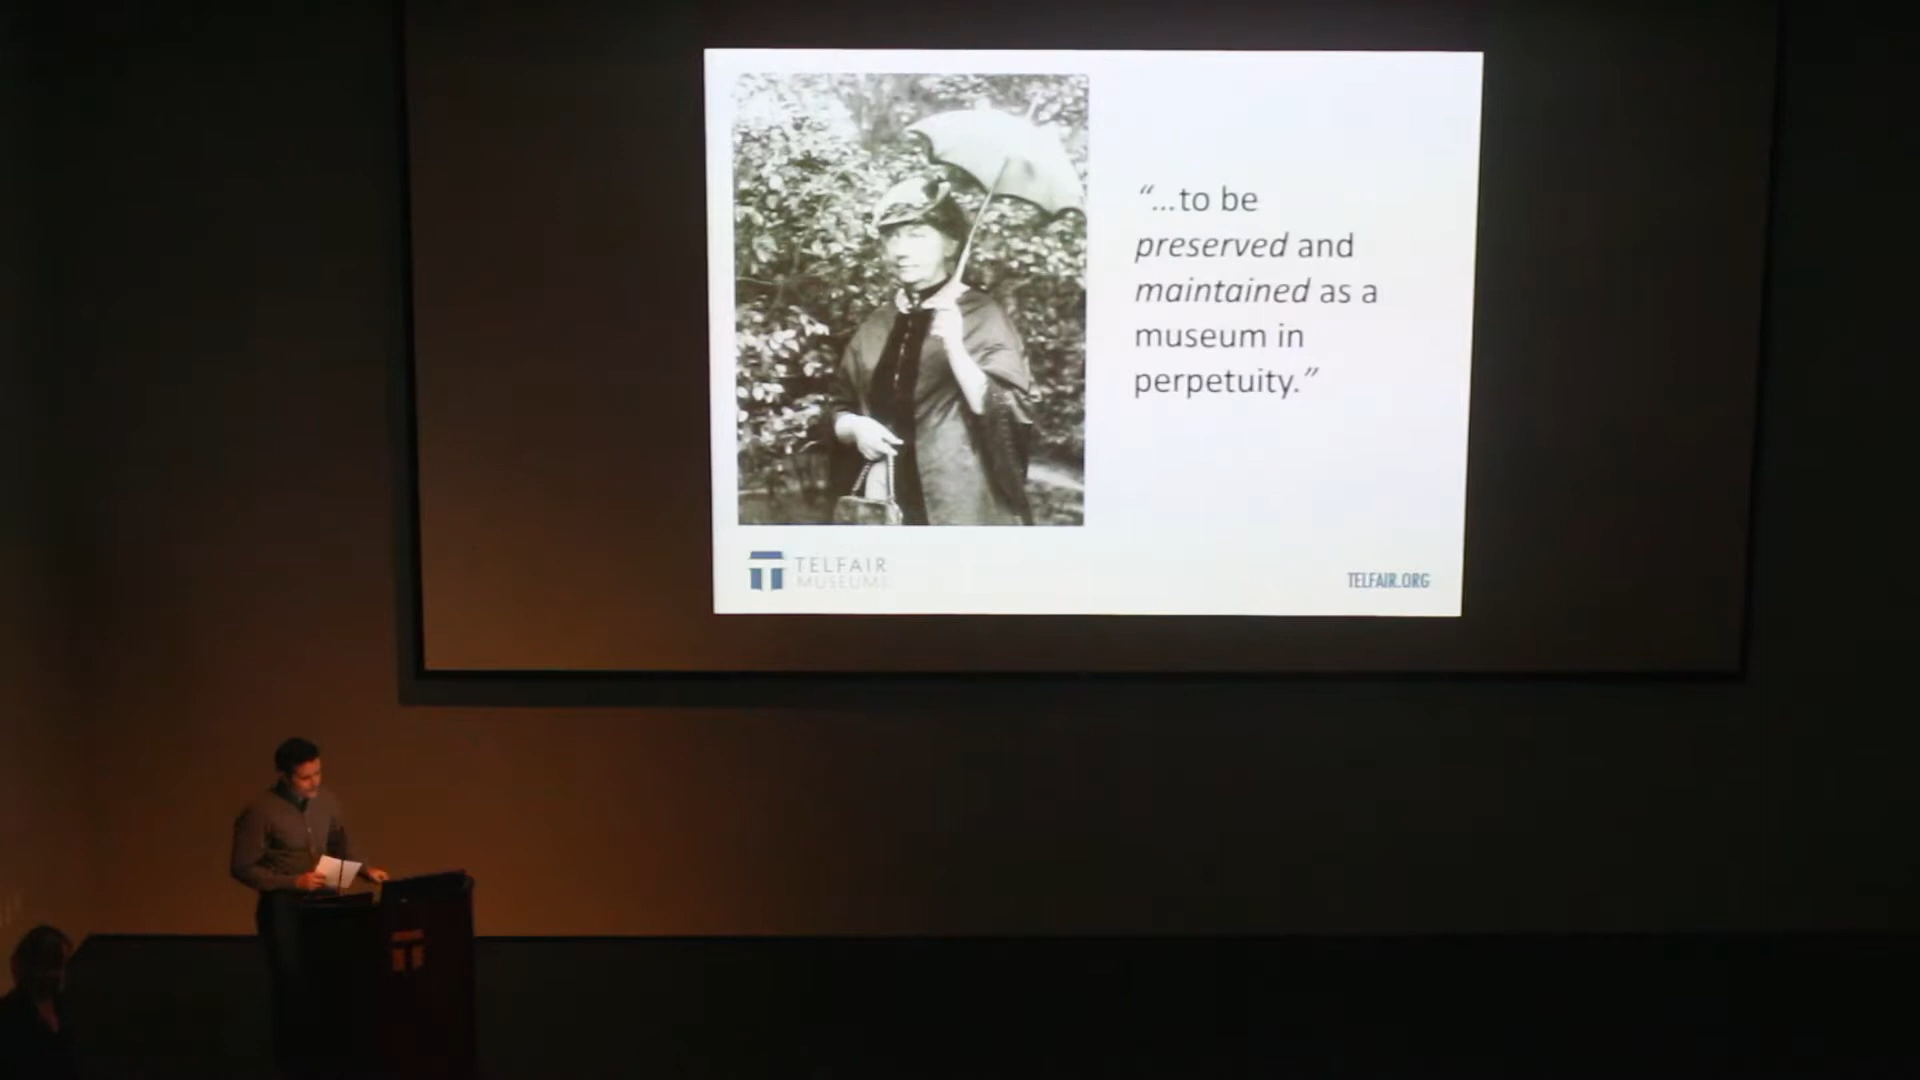 “...to be
preserved and
maintained as a
museum in
perpetuity.”
TELFAIR
MUSEUMS
TELFAIR.ORG